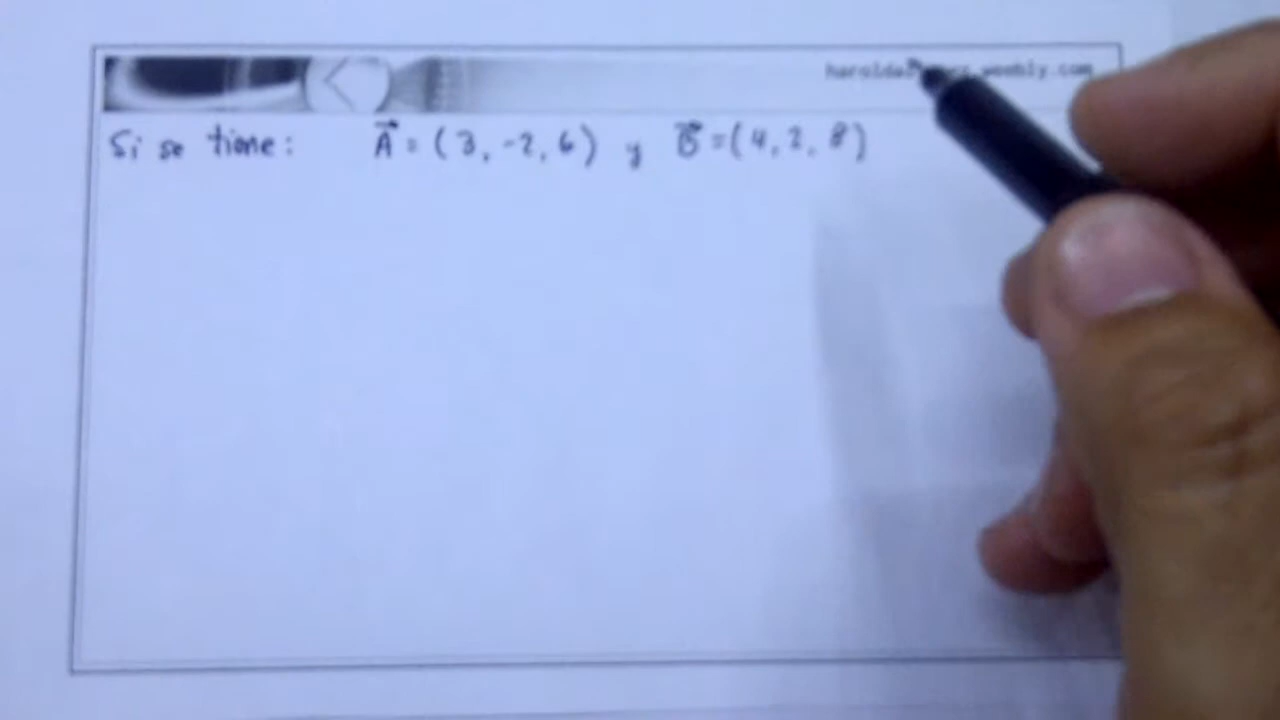 Si se tiene: A⃗ = (3, -2, 6) y B⃗ = (4, 2, 8)